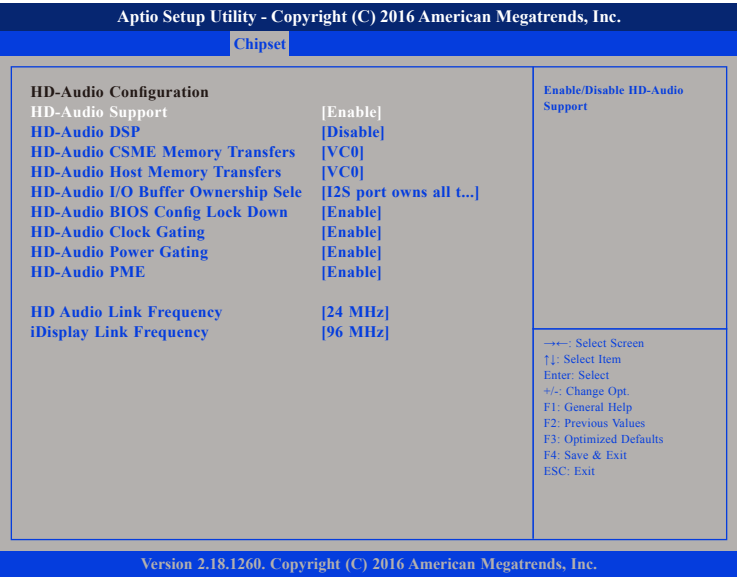 Aptio Setup Utility - Copyright (C) 2016 American Megatrends, Inc.
Chipset
HD-Audio Configuration
HD-Audio Support [Enable]
HD-Audio DSP [Disable]
HD-Audio CSME Memory Transfers [VC0]
HD-Audio Host Memory Transfers [VC0]
HD-Audio I/O Buffer Ownership Sele [I2S port owns all t...]
HD-Audio BIOS Config Lock Down [Enable]
HD-Audio Clock Gating [Enable]
HD-Audio Power Gating [Enable]
HD-Audio PME [Enable]
HD Audio Link Frequency [24 MHz]
iDisplay Link Frequency [96 MHz]
Enable/Disable HD-Audio
Support
→←: Select Screen
↑↓: Select Item
Enter: Select
+/-: Change Opt.
F1: General Help
F2: Previous Values
F3: Optimized Defaults
F4: Save & Exit
ESC: Exit
Version 2.18.1260. Copyright (C) 2016 American Megatrends, Inc.